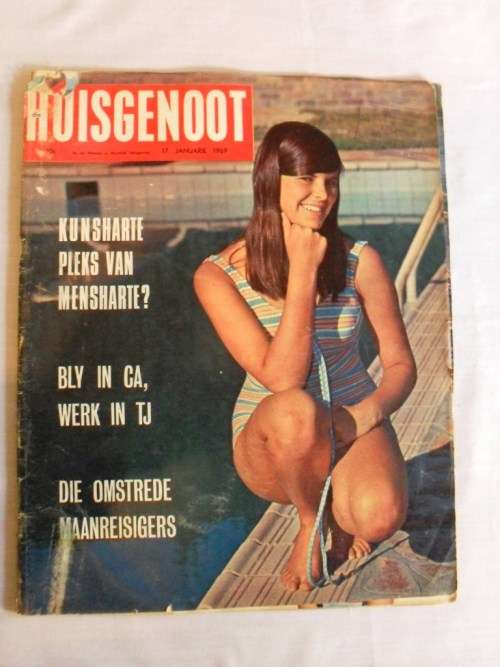 HUISGENOOT
17 JANUARIE 1969
KUNSHARTE
PLEKS VAN
MENSHARTE?
BLY IN CA,
WERK IN TJ
DIE OMSTREDE
MAANREISIGERS